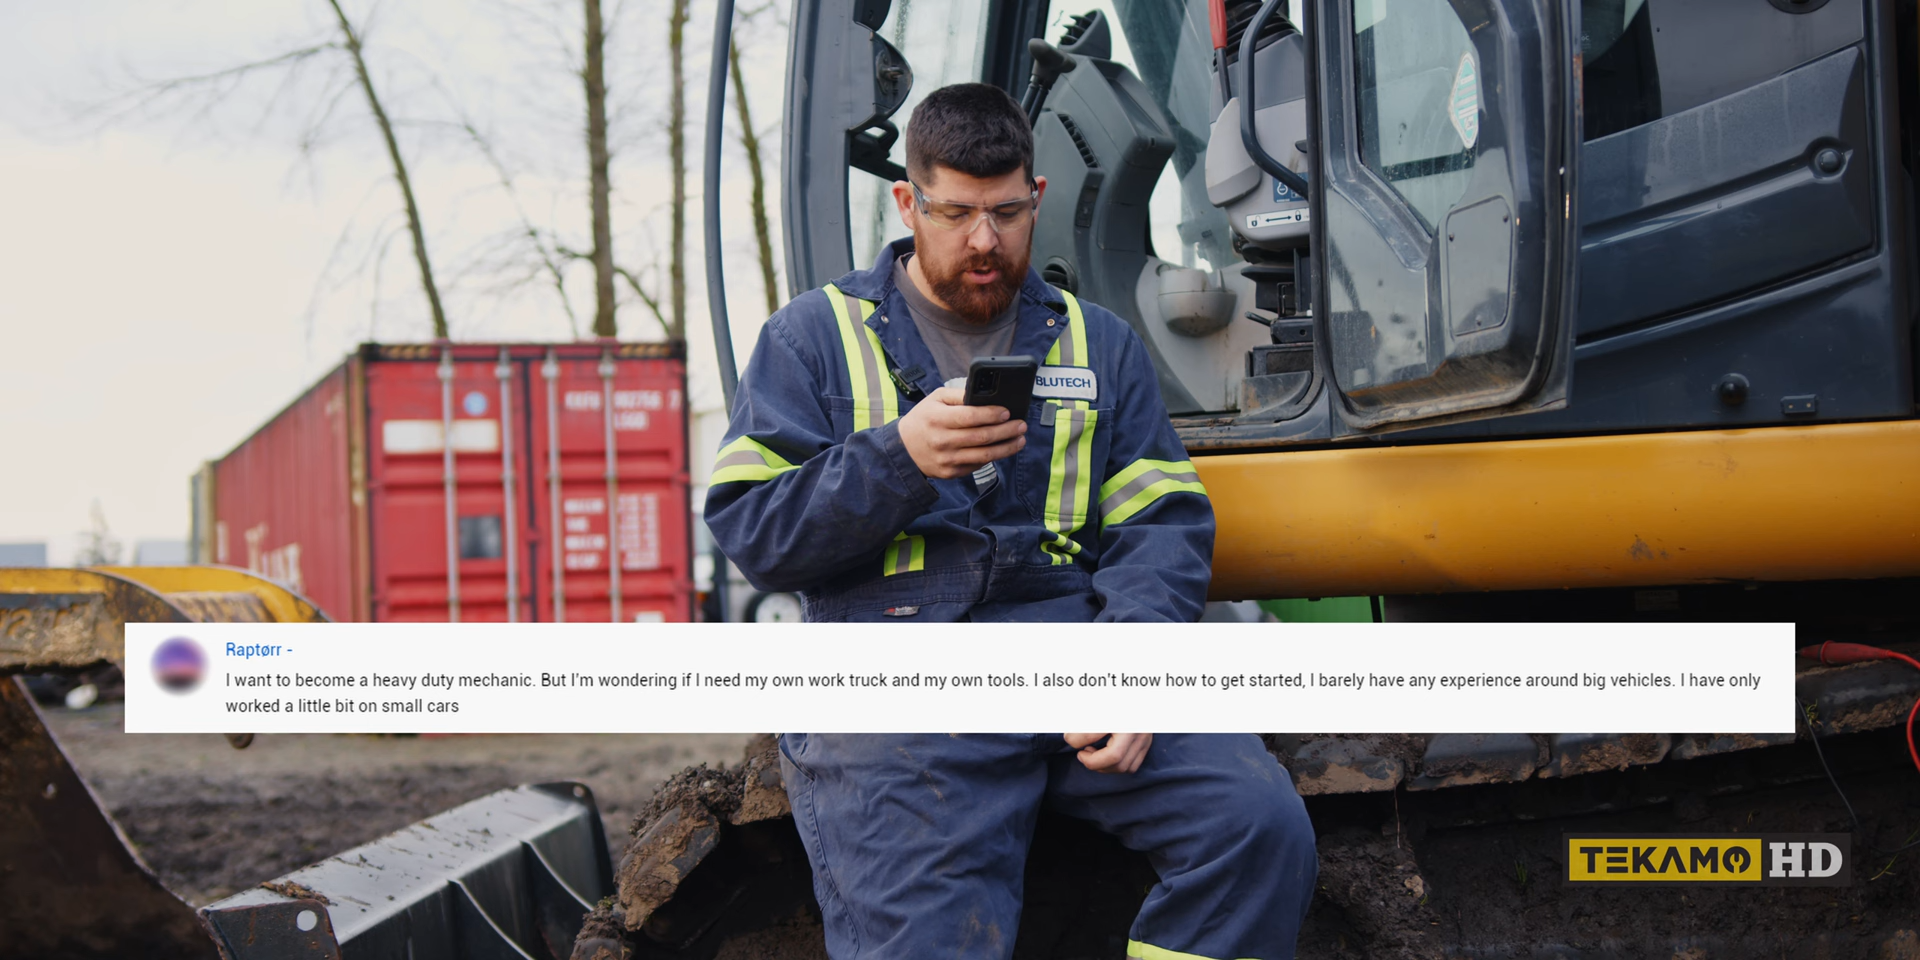 BLUTECH
Raptørr -
I want to become a heavy duty mechanic. But I'm wondering if I need my own work truck and my own tools. I also don't know how to get started, I barely have any experience around big vehicles. I have only
worked a little bit on small cars
TEKAMO HD